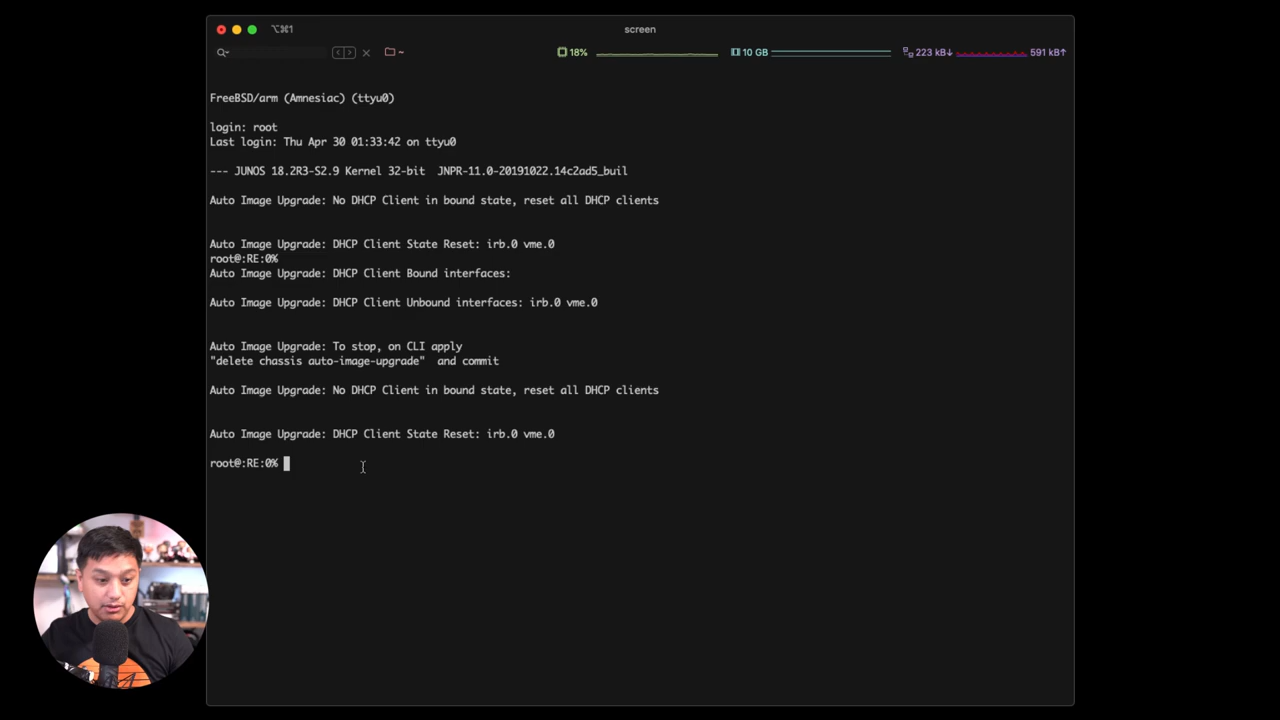 ⌥⌘1
screen
~
18%
10 GB
223 kB↓
591 kB↑
FreeBSD/arm (Amnesiac) (ttyu0)
login: root
Last login: Thu Apr 30 01:33:42 on ttyu0
--- JUNOS 18.2R3-S2.9 Kernel 32-bit  JNPR-11.0-20191022.14c2ad5_buil
Auto Image Upgrade: No DHCP Client in bound state, reset all DHCP clients
Auto Image Upgrade: DHCP Client State Reset: irb.0 vme.0
root@:RE:0%
Auto Image Upgrade: DHCP Client Bound interfaces:
Auto Image Upgrade: DHCP Client Unbound interfaces: irb.0 vme.0
Auto Image Upgrade: To stop, on CLI apply
"delete chassis auto-image-upgrade"  and commit
Auto Image Upgrade: No DHCP Client in bound state, reset all DHCP clients
Auto Image Upgrade: DHCP Client State Reset: irb.0 vme.0
root@:RE:0%